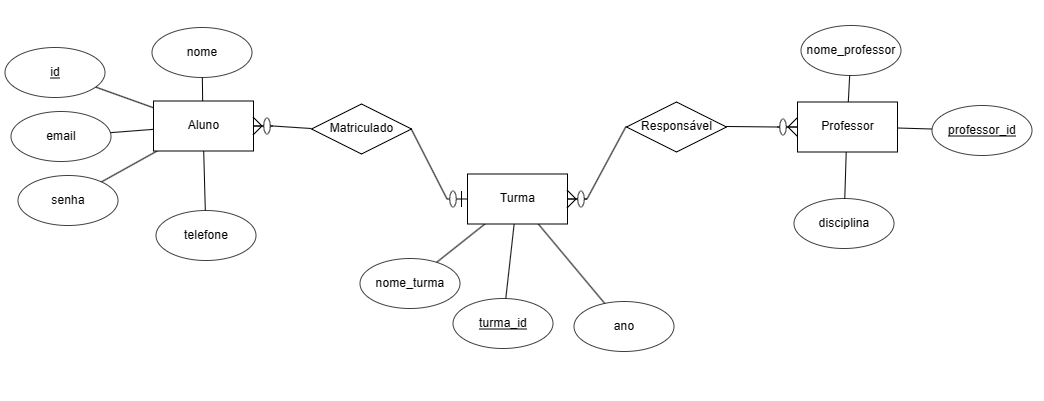 nome
id
email
senha
Aluno
telefone
Matriculado
Turma
nome_turma
turma_id
ano
Responsável
nome_professor
Professor
professor_id
disciplina